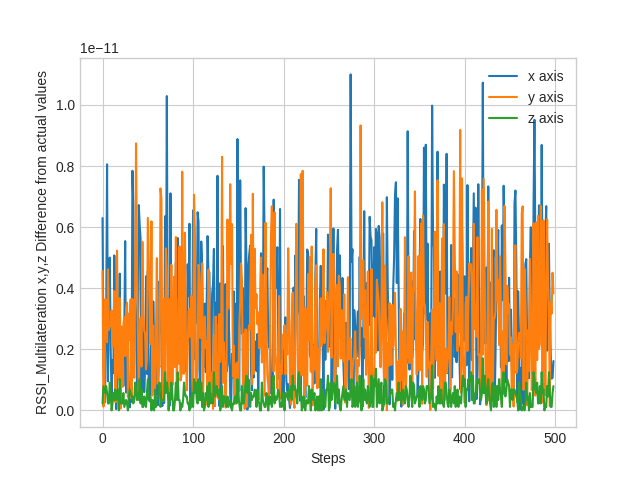 1e−11
RSSI_Multilateration x,y,z Difference from actual values
1.0
0.8
0.6
0.4
0.2
0.0
x axis
y axis
z axis
0 100 200 300 400 500
Steps